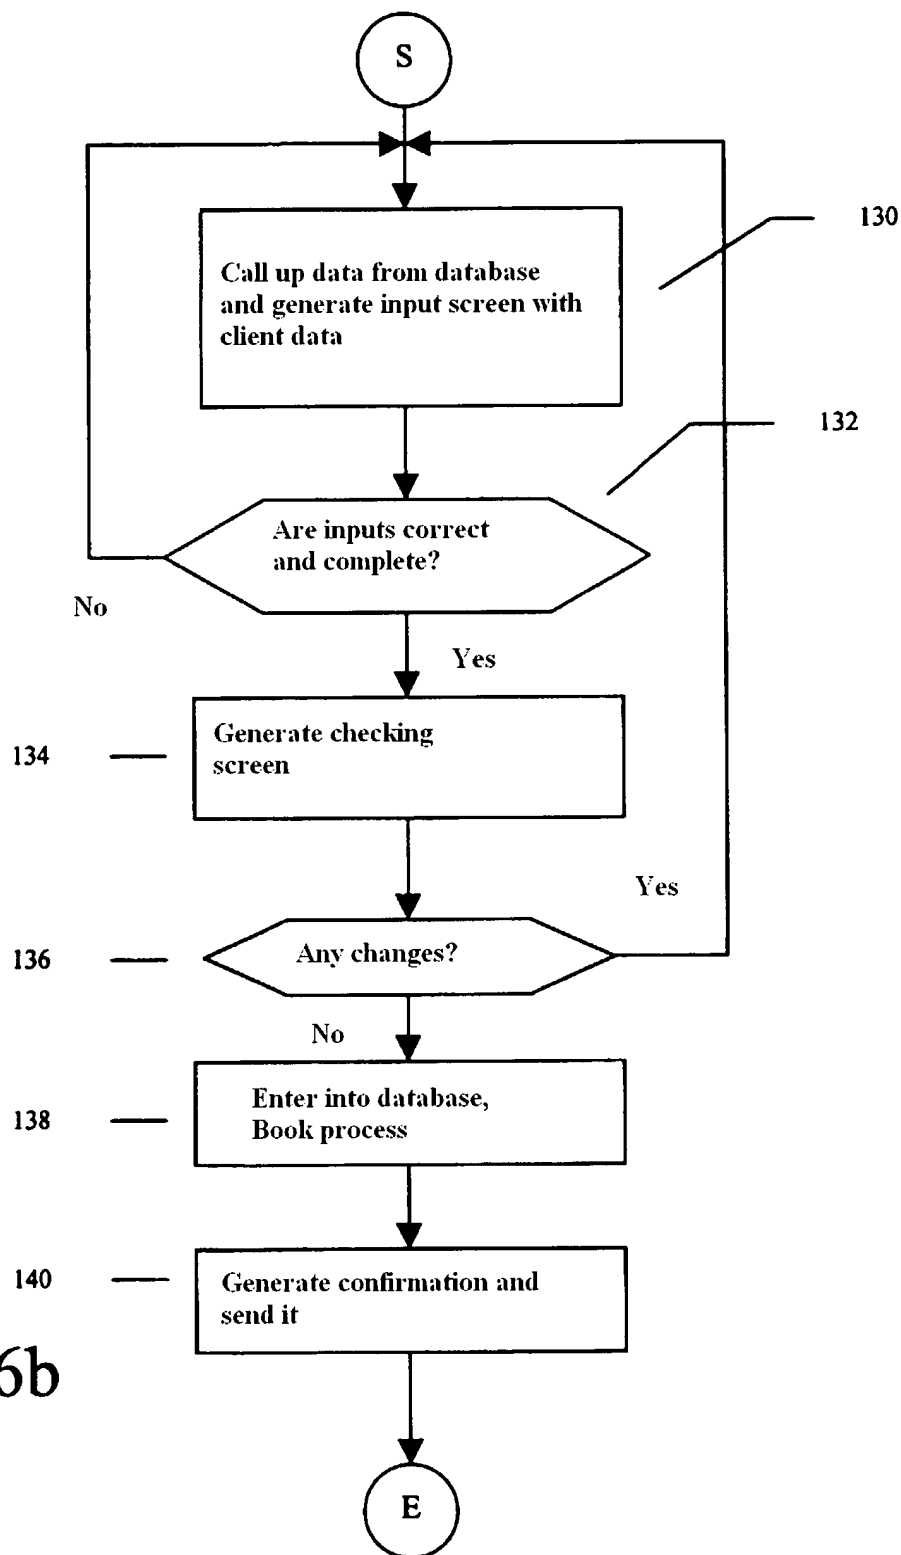 S
130
Call up data from database
and generate input screen with
client data
132
Are inputs correct
and complete?
No
Yes
134
Generate checking
screen
Yes
136
Any changes?
No
138
Enter into database,
Book process
140
Generate confirmation and
send it
6b
E